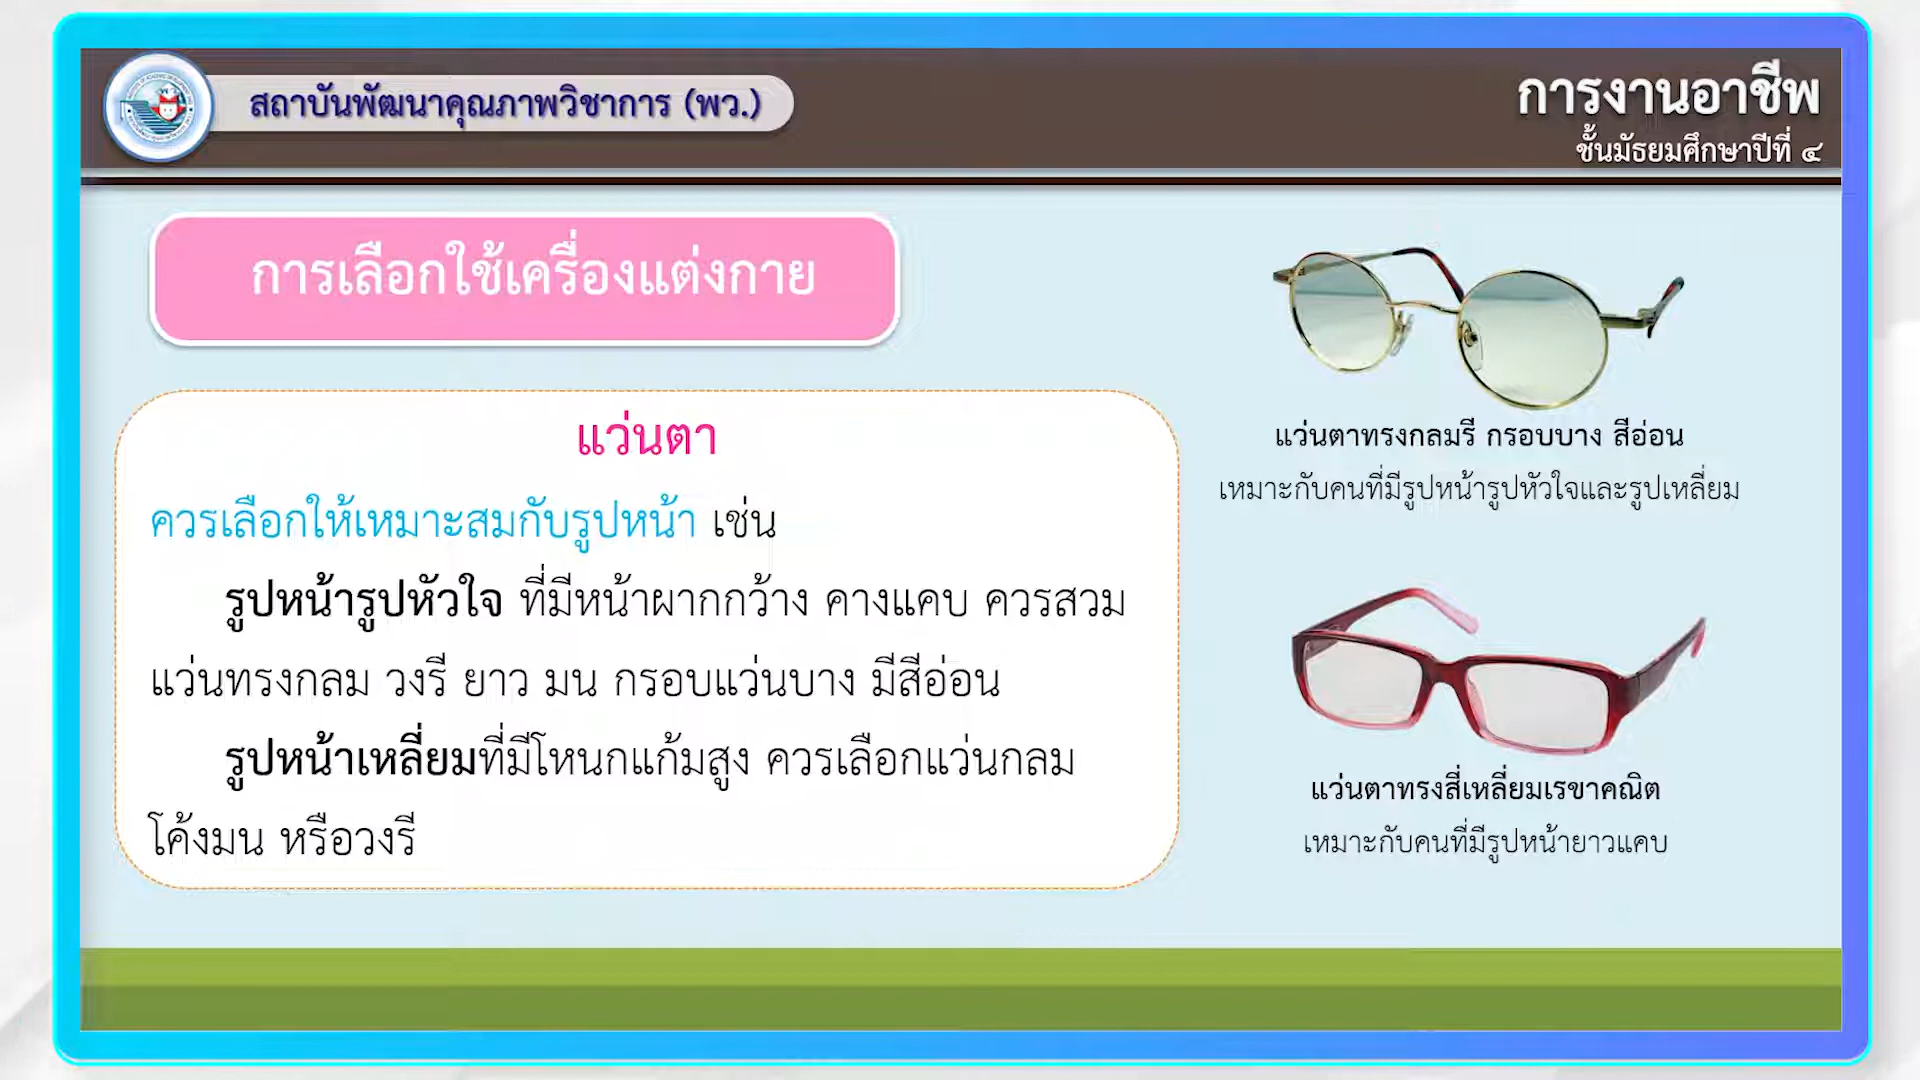 สถาบันพัฒนาคุณภาพวิชาการ (พว.)
การงานอาชีพ
ชั้นมัธยมศึกษาปีที่ ๔
การเลือกใช้เครื่องแต่งกาย
แว่นตา
ควรเลือกให้เหมาะสมกับรูปหน้า เช่น
รูปหน้ารูปหัวใจ ที่มีหน้าผากกว้าง คางแคบ ควรสวม
แว่นทรงกลม วงรี ยาว มน กรอบแว่นบาง มีสีอ่อน
รูปหน้าเหลี่ยมที่มีโหนกแก้มสูง ควรเลือกแว่นกลม
โค้งมน หรือวงรี
แว่นตาทรงกลมรี กรอบบาง สีอ่อน
เหมาะกับคนที่มีรูปหน้ารูปหัวใจและรูปเหลี่ยม
แว่นตาทรงสี่เหลี่ยมเรขาคณิต
เหมาะกับคนที่มีรูปหน้ายาวแคบ